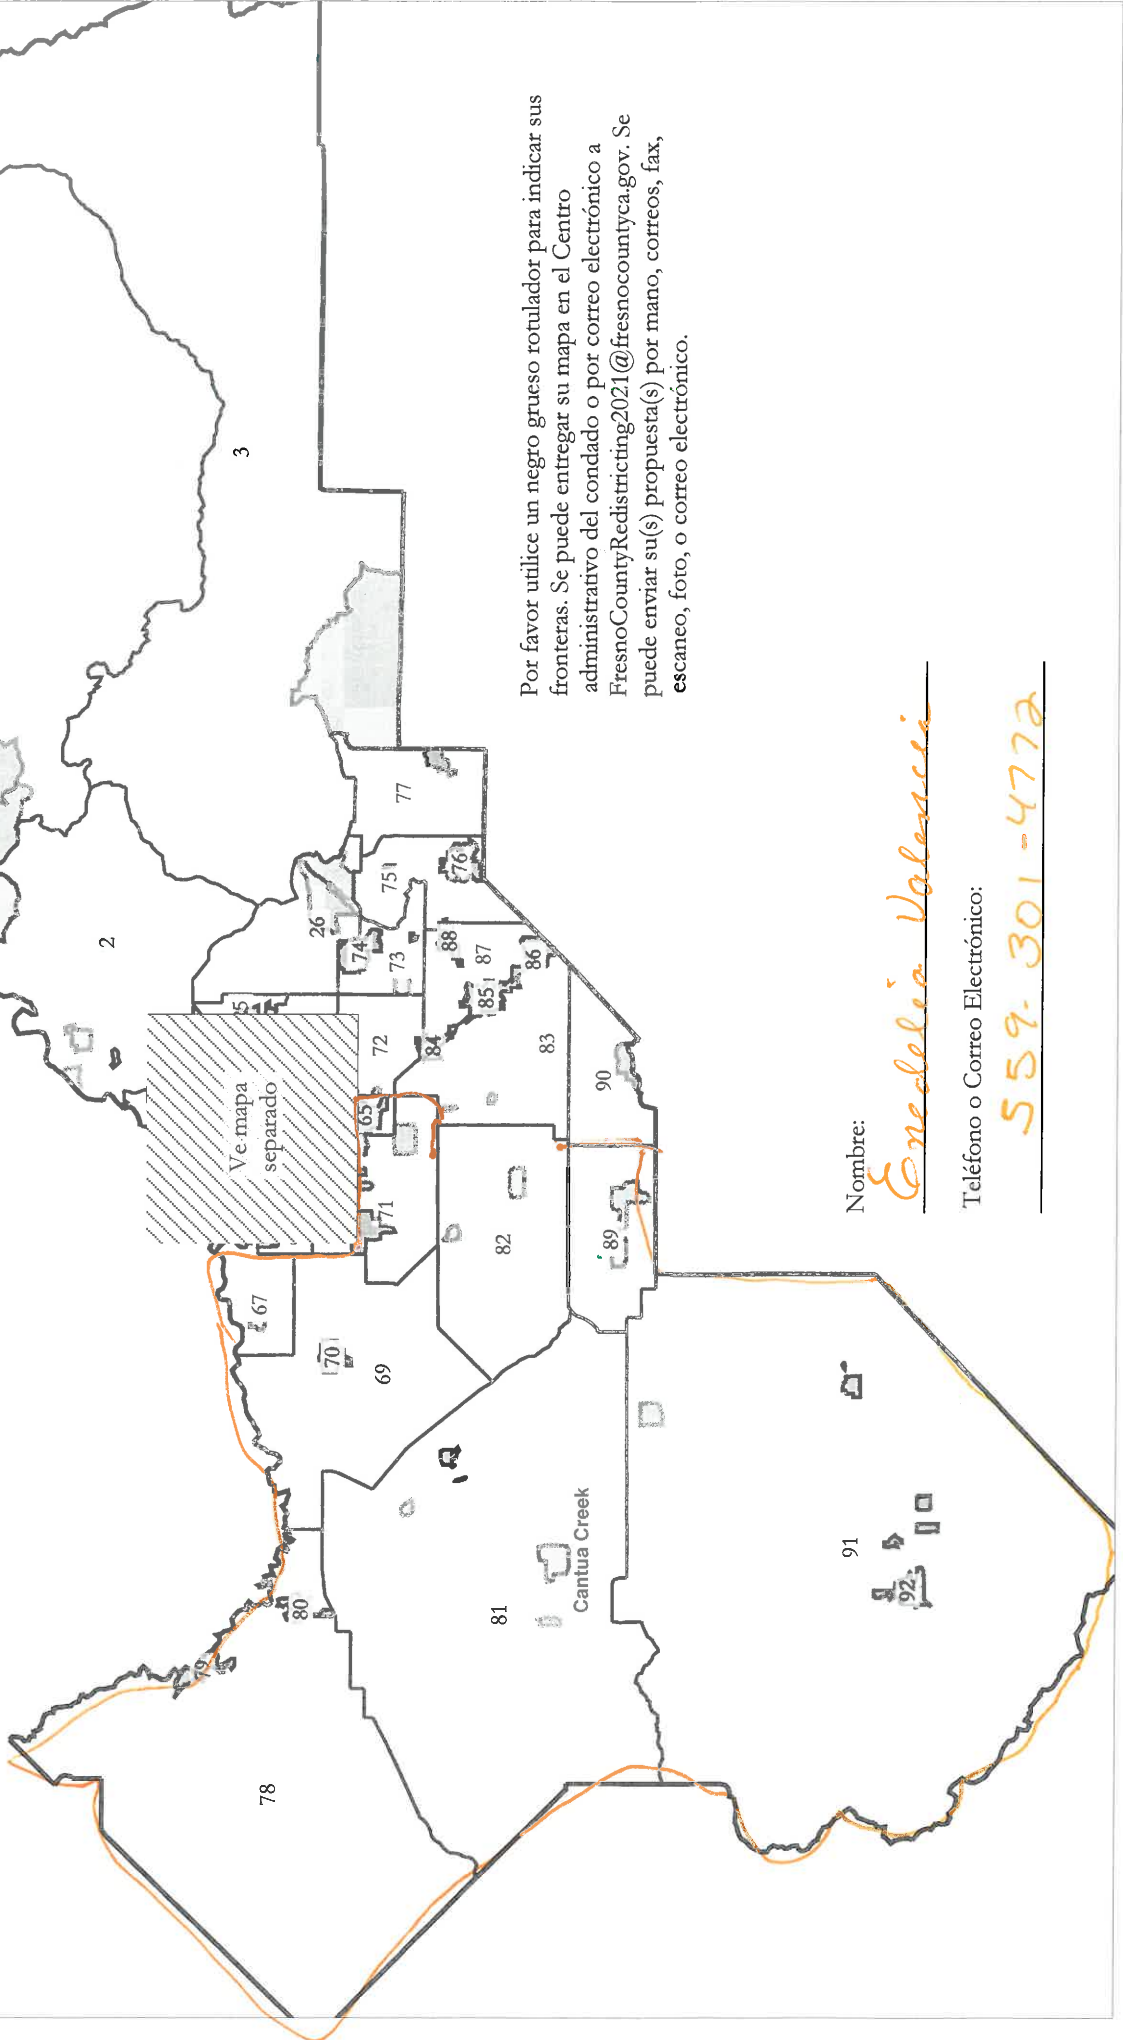 3
2
26
77
75
76
74
73
88
87
86
85
25
72
84
83
65
90
Ve mapa
separado
71
82
89
67
70
69
Cantua Creek
81
91
92
80
79
78
Por favor utilice un negro grueso rotulador para indicar sus
fronteras. Se puede entregar su mapa en el Centro
administrativo del condado o por correo electrónico a
FresnoCountyRedistricting2021@fresnocountyca.gov. Se
puede enviar su(s) propuesta(s) por mano, correos, fax,
escaneo, foto, o correo electrónico.
Nombre:
Enedelia Valencia
Teléfono o Correo Electrónico:
559-301-4772